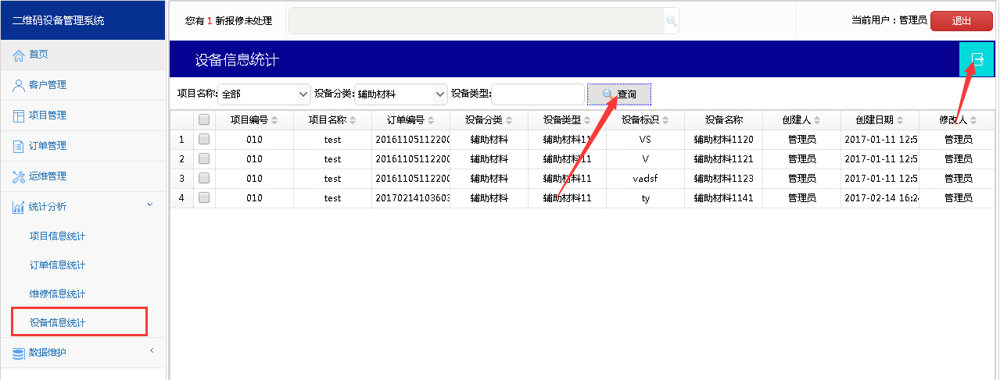 二维码设备管理系统
您有 1 新报修未处理
当前用户：管理员
退出
首页
客户管理
项目管理
订单管理
运维管理
统计分析
项目信息统计
订单信息统计
维修信息统计
设备信息统计
数据维护
设备信息统计
项目名称: 全部 设备分类: 辅助材料 设备类型: 查询
项目编号 项目名称 订单编号 设备分类 设备类型 设备标识 设备名称 创建人 创建日期 修改人
1 010 test 20161105112200 辅助材料 辅助材料11 VS 辅助材料1120 管理员 2017-01-11 12:5 管理员
2 010 test 20161105112200 辅助材料 辅助材料11 V 辅助材料1121 管理员 2017-01-11 12:5 管理员
3 010 test 20161105112200 辅助材料 辅助材料11 vadsf 辅助材料1123 管理员 2017-01-11 12:5 管理员
4 010 test 20170214103603 辅助材料 辅助材料11 ty 辅助材料1141 管理员 2017-02-14 16:24 管理员